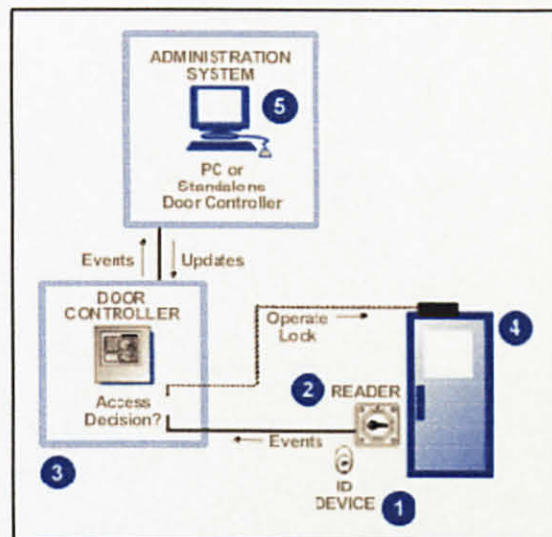 ADMINISTRATION
SYSTEM
5
PC or
Standalone
Door Controller
Events
Updates
DOOR
CONTROLLER
Operate
Lock
4
2
READER
Access
Decision?
Events
3
ID
DEVICE
1